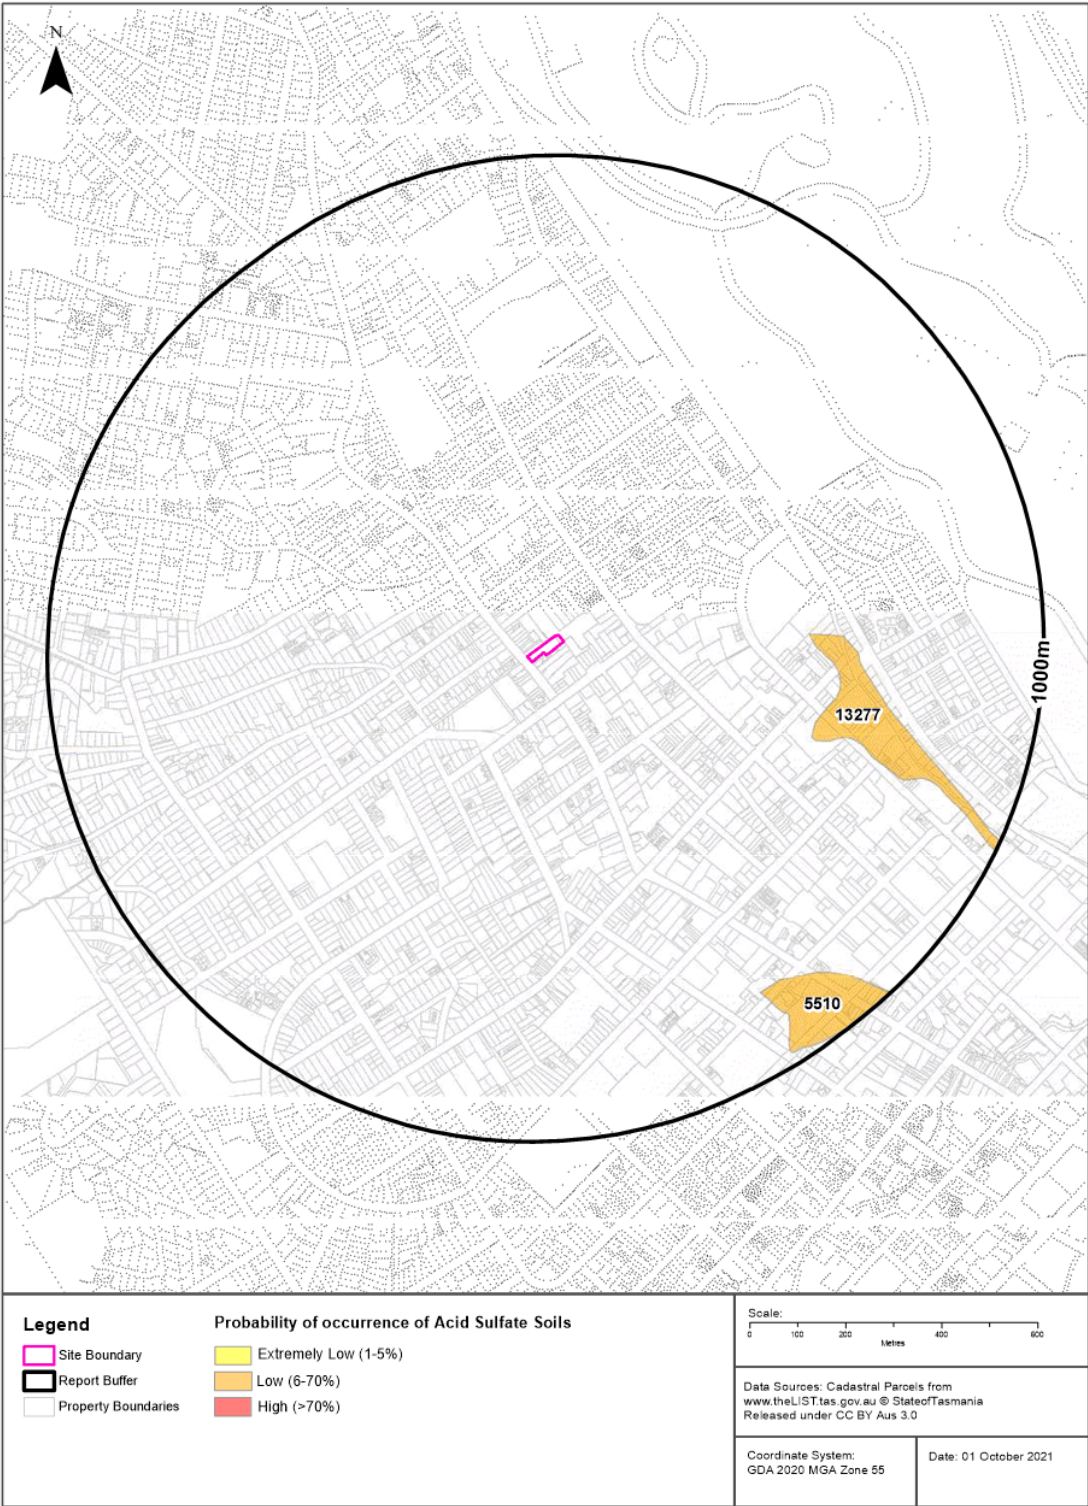 N
1000m
13277
5510
Legend
Site Boundary
Report Buffer
Property Boundaries
Probability of occurrence of Acid Sulfate Soils
Extremely Low (1-5%)
Low (6-70%)
High (>70%)
Scale:
0 100 200 400 600
Metres
Data Sources: Cadastral Parcels from
www.theLIST.tas.gov.au © StateofTasmania
Released under CC BY Aus 3.0
Coordinate System:
GDA 2020 MGA Zone 55
Date: 01 October 2021